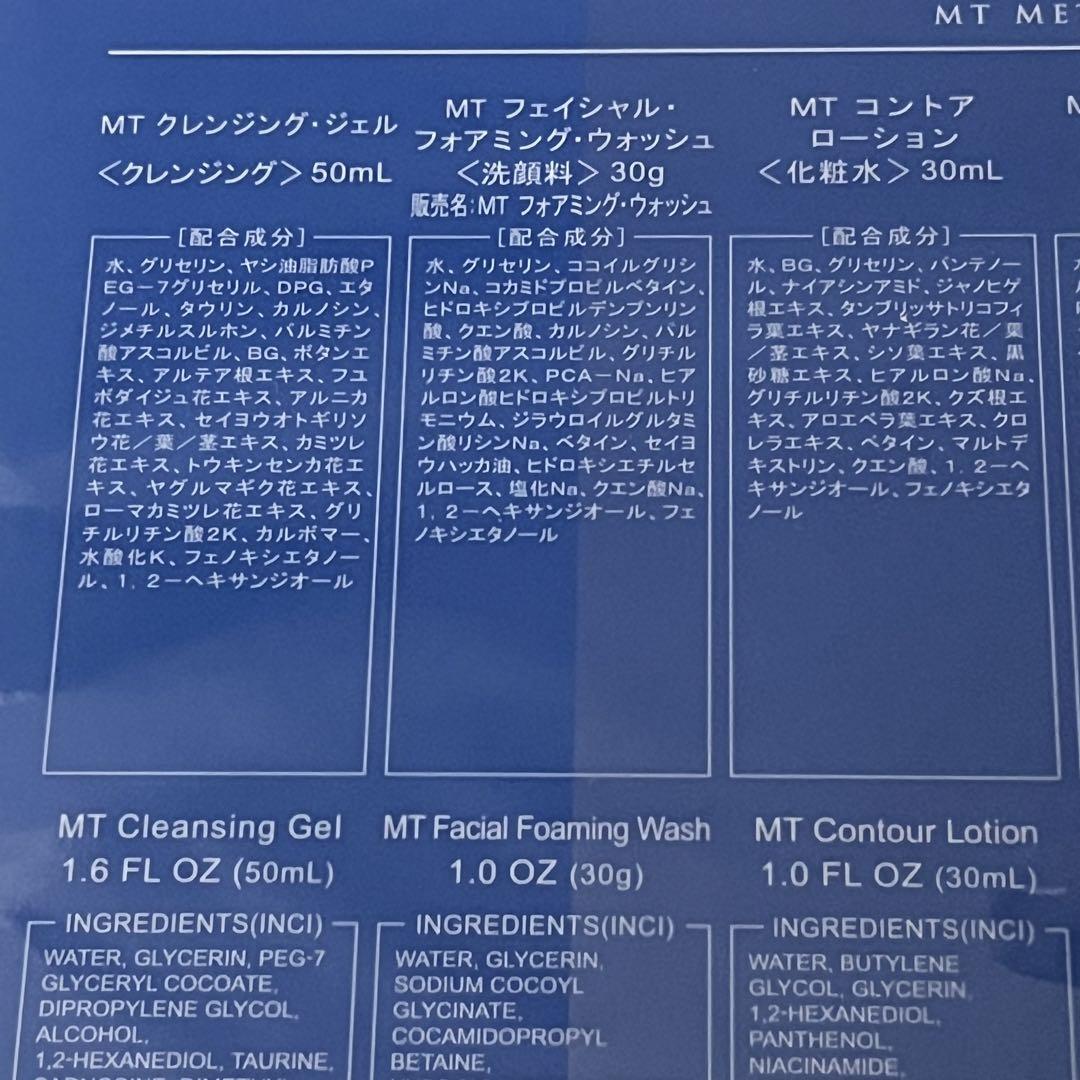 MT ME
MT クレンジング・ジェル
＜クレンジング＞50mL
[配合成分]
水、グリセリン、ヤシ油脂肪酸P
EG－7グリセリル、DPG、エタ
ノール、タウリン、カルノシン、
ジメチルスルホン、パルミチン
酸アスコルビル、BG、ボタンエ
キス、アルテア根エキス、フユ
ボダイジュ花エキス、アルニカ
花エキス、セイヨウオトギリソ
ウ花／葉／茎エキス、カミツレ
花エキス、トウキンセンカ花エ
キス、ヤグルマギク花エキス、
ローマカミツレ花エキス、グリ
チルリチン酸2K、カルボマー、
水酸化K、フェノキシエタノー
ル、1，2－ヘキサンジオール
MT フェイシャル・
フォアミング・ウォッシュ
＜洗顔料＞30g
販売名：MT フォアミング・ウォッシュ
[配合成分]
水、グリセリン、ココイルグリシ
ンNa、コカミドプロピルベタイン、
ヒドロキシプロピルデンプンリン
酸、クエン酸、カルノシン、パル
ミチン酸アスコルビル、グリチル
リチン酸2K、PCA－Na、ヒア
ルロン酸ヒドロキシプロピルトリ
モニウム、ジラウロイルグルタミ
ン酸リシンNa、ベタイン、セイヨ
ウハッカ油、ヒドロキシエチルセ
ルロース、塩化Na、クエン酸Na、
1，2－ヘキサンジオール、フェ
ノキシエタノール
MT コントア
ローション
＜化粧水＞30mL
[配合成分]
水、BG、グリセリン、パンテノー
ル、ナイアシンアミド、ジャノヒゲ
根エキス、タンブリッサトリコフィ
ラ葉エキス、ヤナギラン花／葉
／茎エキス、シソ葉エキス、黒
砂糖エキス、ヒアルロン酸Na、
グリチルリチン酸2K、クズ根エ
キス、アロエベラ葉エキス、クロ
レラエキス、ベタイン、マルトデ
キストリン、クエン酸、1，2－ヘ
キサンジオール、フェノキシエタ
ノール
MT Cleansing Gel
1.6 FL OZ (50mL)
INGREDIENTS(INCI)
WATER, GLYCERIN, PEG-7
GLYCERYL COCOATE,
DIPROPYLENE GLYCOL,
ALCOHOL,
1,2-HEXANEDIOL, TAURINE,
MT Facial Foaming Wash
1.0 OZ (30g)
INGREDIENTS(INCI)
WATER, GLYCERIN,
SODIUM COCOYL
GLYCINATE,
COCAMIDOPROPYL
BETAINE,
MT Contour Lotion
1.0 FL OZ (30mL)
INGREDIENTS(INCI)
WATER, BUTYLENE
GLYCOL, GLYCERIN,
1,2-HEXANEDIOL,
PANTHENOL,
NIACINAMIDE,